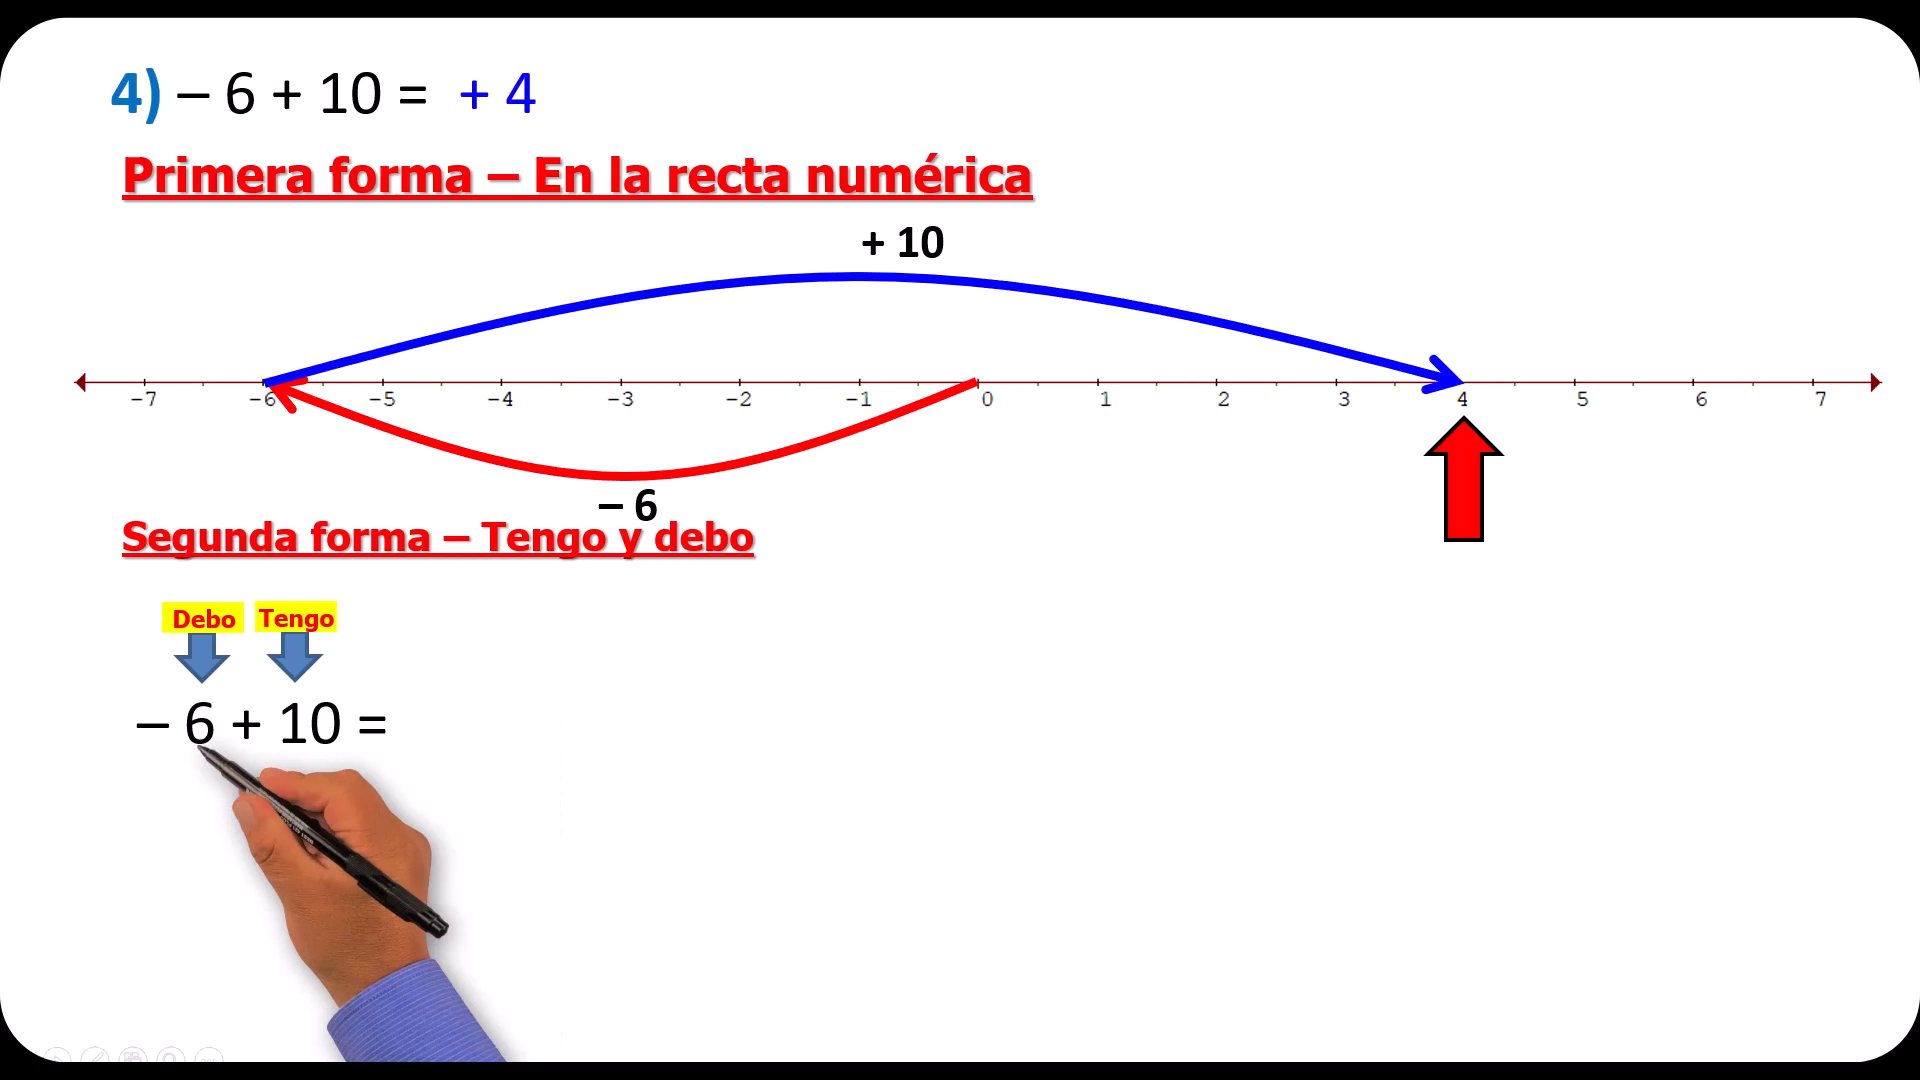 4) – 6 + 10 = + 4
Primera forma – En la recta numérica
+ 10
-7 -6 -5 -4 -3 -2 -1 0 1 2 3 4 5 6 7
– 6
Segunda forma – Tengo y debo
Debo Tengo
– 6 + 10 =